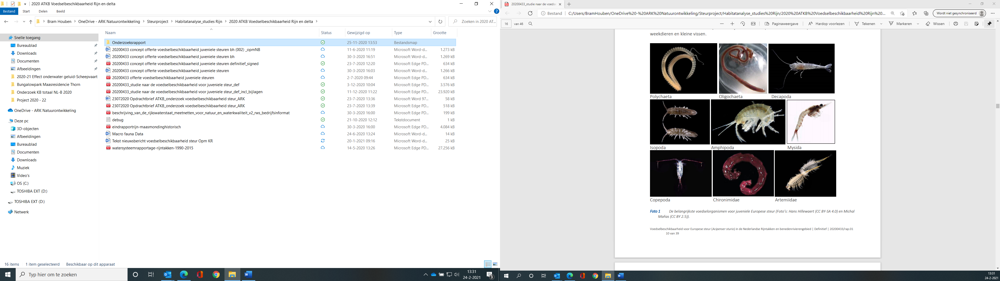 2020 ATKB Voedselbeschikbaarheid Rijn en delta
Bestand Start Delen Beeld
Bram Houben > OneDrive - ARK Natuurontwikkeling > Steurproject > Habitatanalyse_studies Rijn > 2020 ATKB Voedselbeschikbaarheid Rijn en delta >
Zoeken in 2020 AT...
Naam Status Gewijzigd op Type Grootte
Snelle toegang
Bureaublad
Downloads
Documenten
Afbeeldingen
2020-21 Effect onderwater geluid-Scheepvaart
Bungalowpark Maasresidencie Thorn
Onderzoek KB totaal NL-B 2020
Project 2020 - 22
OneDrive - ARK Natuurontwikkeling
Deze pc
3D-objecten
Afbeeldingen
Bureaublad
Documenten
Downloads
Muziek
Video's
OS (C:)
TOSHIBA EXT (D:)
TOSHIBA EXT (D:)
Netwerk
Onderzoeksrapport 25-11-2020 13:53 Bestandsmap
20200433 concept offerte voedselbeschikbaarheid juveniele steuren bh (002) _opmNB 11-6-2020 11:19 Microsoft Word-d... 1.273 kB
20200433 concept offerte voedselbeschikbaarheid juveniele steuren bh 30-3-2020 16:51 Microsoft Word-d... 1.269 kB
20200433 concept offerte voedselbeschikbaarheid juveniele steuren definitief_signed 23-7-2020 12:20 Microsoft Edge PD... 634 kB
20200433 concept offerte voedselbeschikbaarheid juveniele steuren 30-3-2020 16:03 Microsoft Word-d... 1.266 kB
20200433 offerte voedselbeschikbaarheid juveniele steuren 2-7-2020 09:44 Microsoft Edge PD... 634 kB
20200433_studie naar de voedselbeschikbaarheid voor juveniele steur_def 3-12-2020 10:04 Microsoft Edge PD... 3.576 kB
20200433_studie naar de voedselbeschikbaarheid voor juveniele steur_def_incl_bijlagen 11-12-2020 11:22 Microsoft Edge PD... 23.920 kB
23072020 Opdrachtbrief ATKB_onderzoek voedselbeschikbaarheid steur_ARK 23-7-2020 13:36 Microsoft Word 97... 58 kB
23072020 Opdrachtbrief ATKB_onderzoek voedselbeschikbaarheid steur_ARK 23-7-2020 13:39 Microsoft Edge PD... 518 kB
beschrijving_van_de_rijkswaterstaat_meetnetten_voor_natuur_en_waterkwaliteit_v2_rws_bedrijfsinformat 30-3-2020 16:00 Microsoft Edge PD... 199 kB
debug 21-10-2020 12:12 Tekstdocument 1 kB
eindrapportrijn-maasmondinghistorisch 30-3-2020 16:00 Microsoft Edge PD... 4.084 kB
Macro fauna Data 24-6-2020 13:24 Microsoft Word-d... 14 kB
Tekst nieuwsbericht voedselbeschikbaarheid steur Opm KR 20-1-2021 09:16 Microsoft Word-d... 25 kB
watersysteemrapportage-rijntakken-1990-2015 14-5-2020 13:26 Microsoft Edge PD... 27.256 kB
16 items 1 item geselecteerd Beschikbaar op dit apparaat
Typ hier om te zoeken
13:31
24-2-2021
3
20200433_studie naar de voedse
Bestand C:/Users/BramHouben/OneDrive%20-%20ARK%20Natuurontwikkeling/Steurproject/Habitatanalyse_studies%20Rijn/2020%20ATKB%20Voedselbeschikbaarheid%20Rijn%20...
Wordt niet gesynchroniseerd
16 van 46 Paginaweergave Hardop voorlezen Tekenen Markeren Wissen
weekdieren en kleine vissen.
Polychaeta Oligochaeta Decapoda
Isopoda Amphipoda Mysida
Copepoda Chironimidae Artemiidae
Foto 1 De belangrijkste voedselorganismen voor juveniele Europese steur (Foto's: Hans Hillewaert (CC BY-SA 4.0) en Michal
Maňas (CC BY 2.5)).
Voedselbeschikbaarheid voor Europese steur (Acipenser sturio) in de Nederlandse Rijntakken en benedenrivierengebied | Definitief | 20200433/rap.01
10 van 39
13:31
24-2-2021